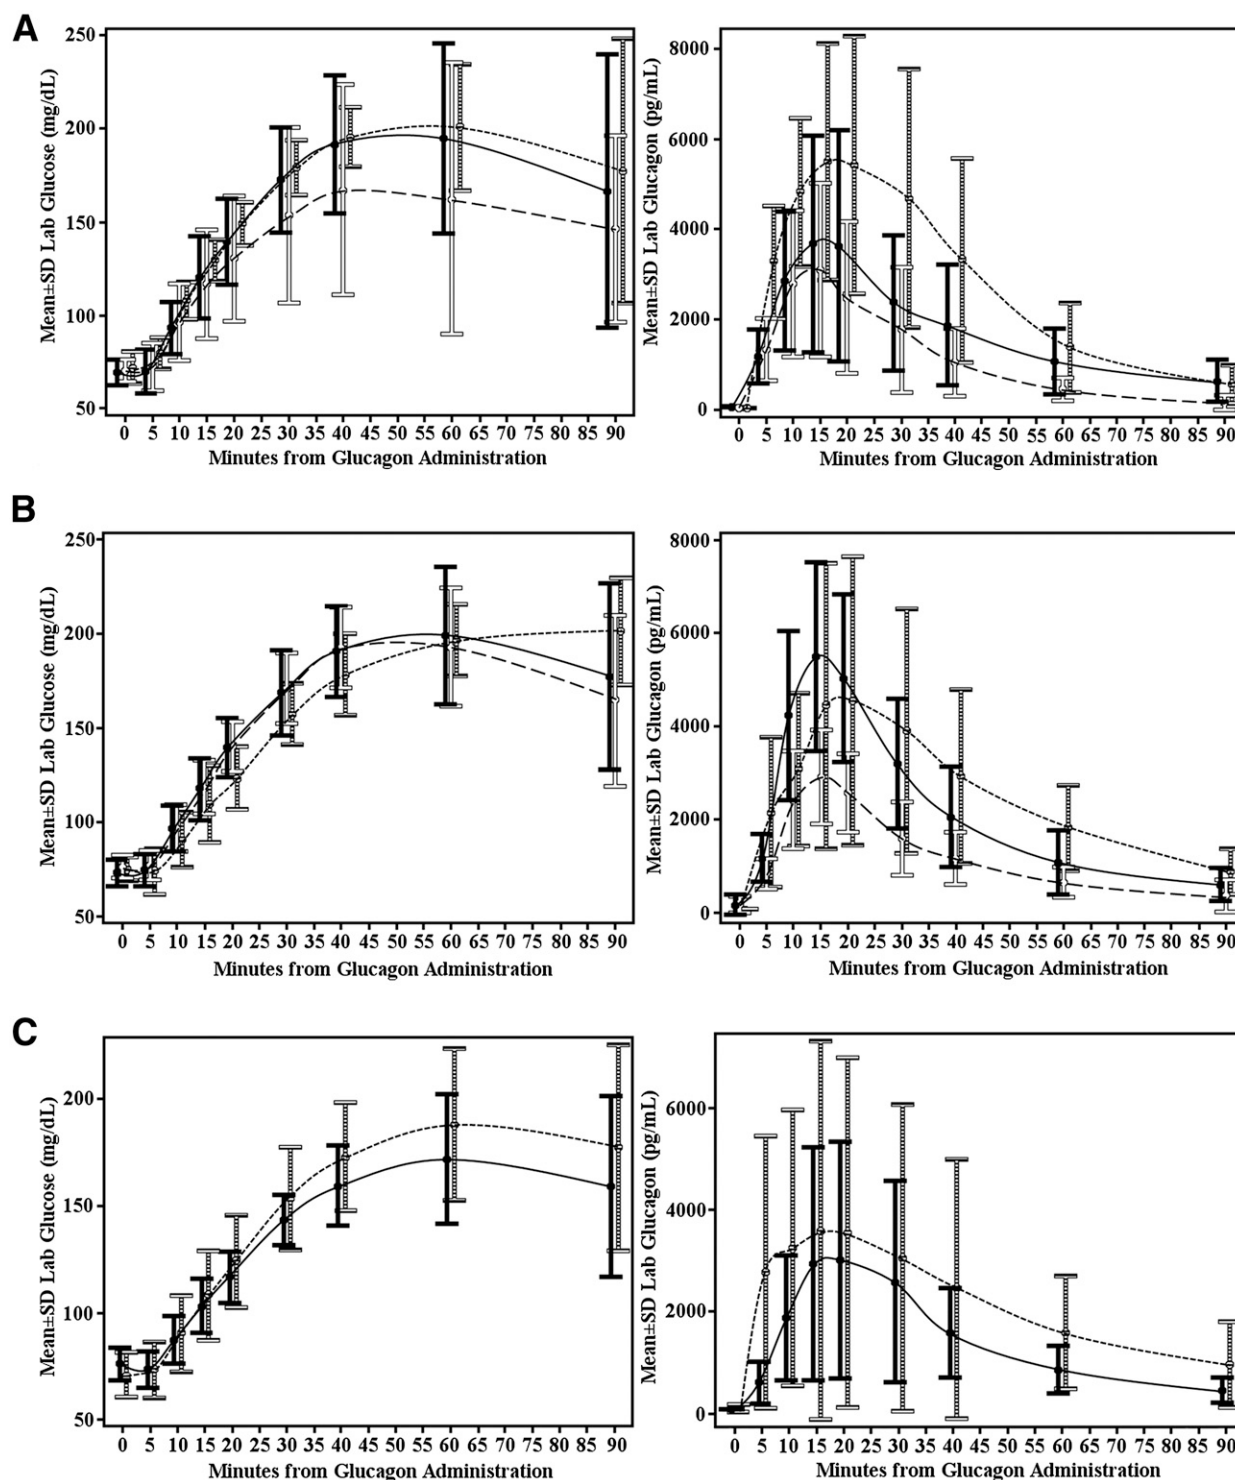 A
Mean±SD Lab Glucose (mg/dL)
250
200
150
100
50
0 5 10 15 20 25 30 35 40 45 50 55 60 65 70 75 80 85 90
Minutes from Glucagon Administration
Mean±SD Lab Glucagon (pg/mL)
8000
6000
4000
2000
0
0 5 10 15 20 25 30 35 40 45 50 55 60 65 70 75 80 85 90
Minutes from Glucagon Administration
B
Mean±SD Lab Glucose (mg/dL)
250
200
150
100
50
0 5 10 15 20 25 30 35 40 45 50 55 60 65 70 75 80 85 90
Minutes from Glucagon Administration
Mean±SD Lab Glucagon (pg/mL)
8000
6000
4000
2000
0
0 5 10 15 20 25 30 35 40 45 50 55 60 65 70 75 80 85 90
Minutes from Glucagon Administration
C
Mean±SD Lab Glucose (mg/dL)
200
150
100
50
0 5 10 15 20 25 30 35 40 45 50 55 60 65 70 75 80 85 90
Minutes from Glucagon Administration
Mean±SD Lab Glucagon (pg/mL)
6000
4000
2000
0
0 5 10 15 20 25 30 35 40 45 50 55 60 65 70 75 80 85 90
Minutes from Glucagon Administration